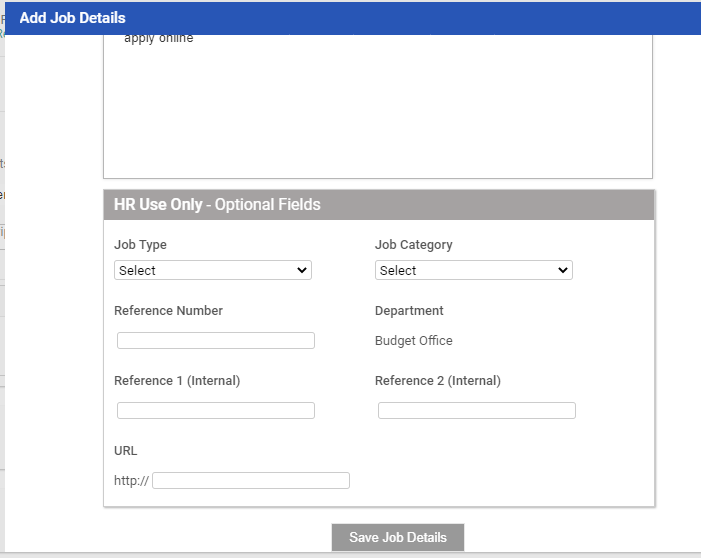 Add Job Details
apply online
HR Use Only - Optional Fields
Job Type Job Category
Select Select
Reference Number Department
Budget Office
Reference 1 (Internal) Reference 2 (Internal)
URL
http://
Save Job Details